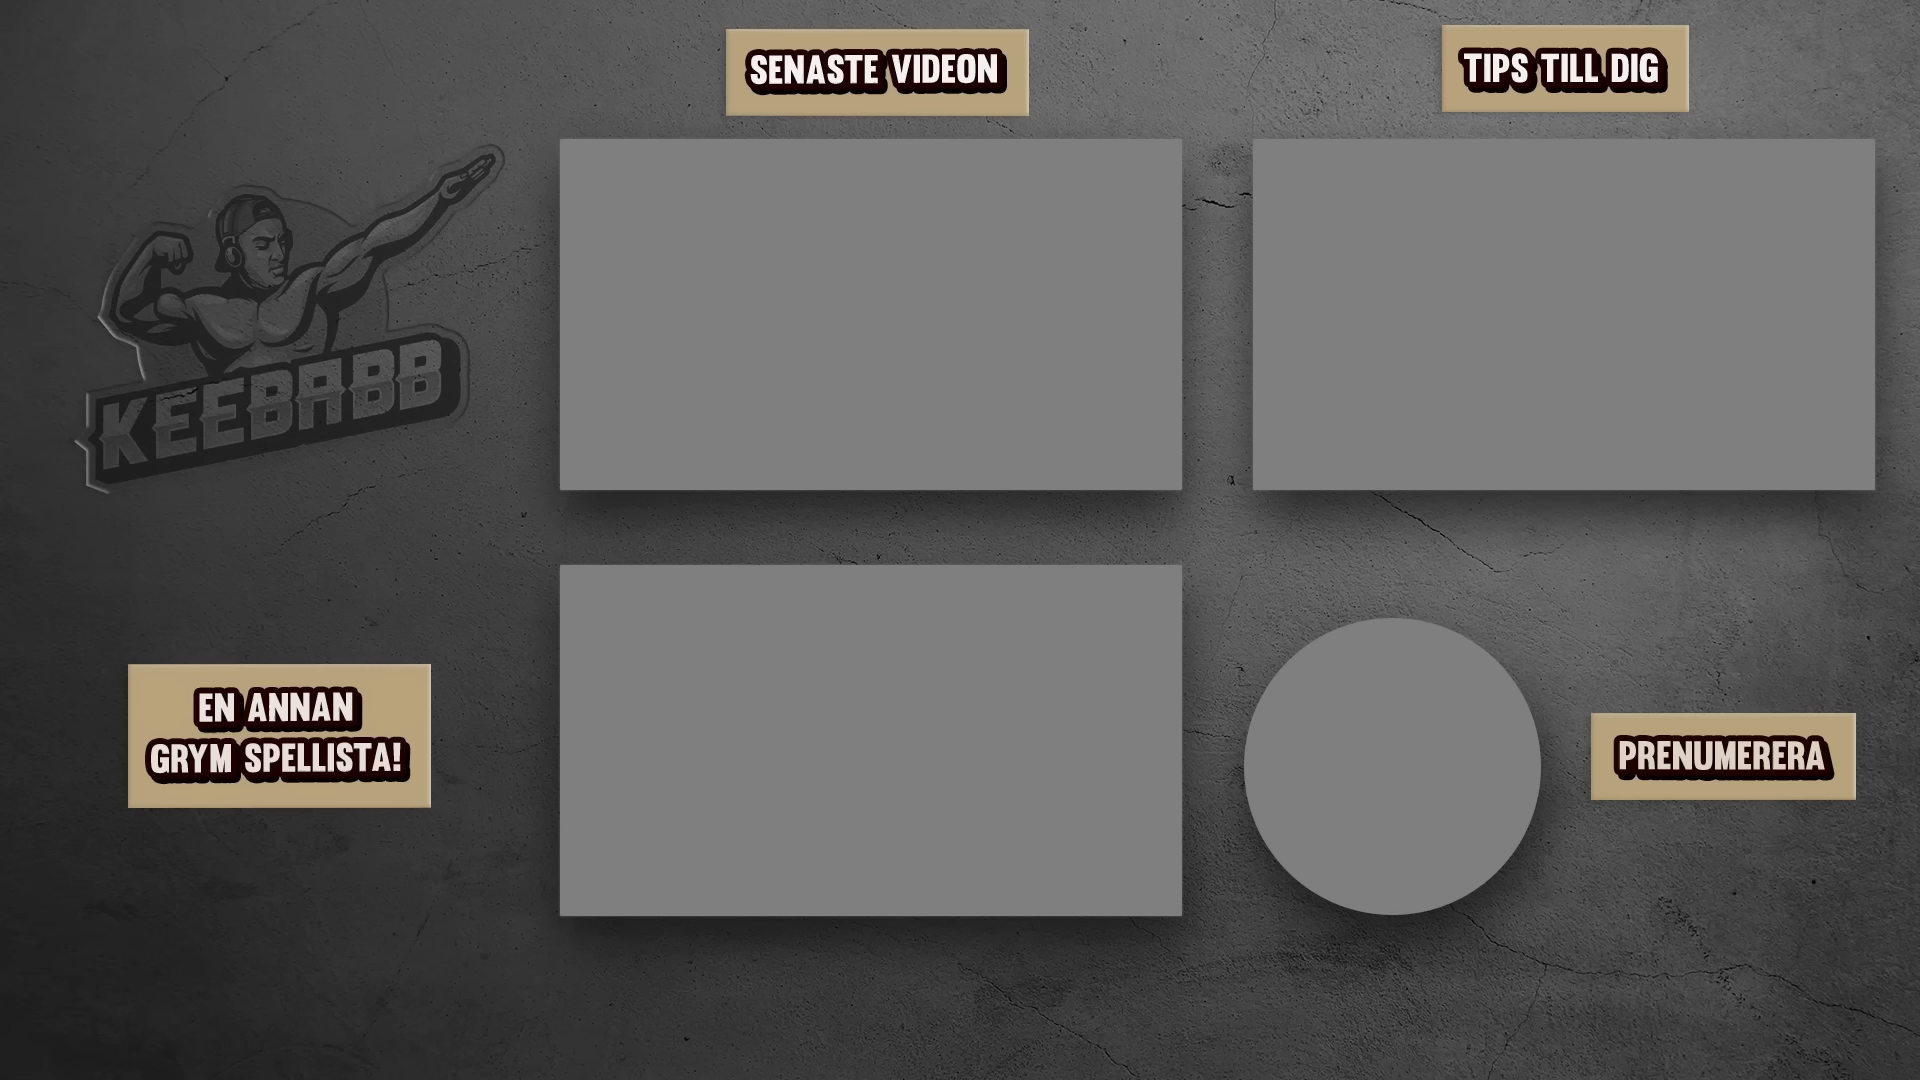 SENASTE VIDEON
TIPS TILL DIG
KEEBABB
EN ANNAN
GRYM SPELLISTA!
PRENUMERERA